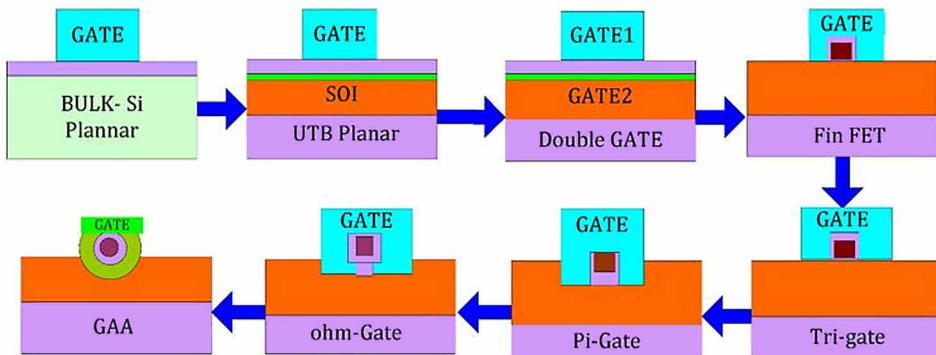 GATE
BULK- Si
Plannar
GATE
SOI
UTB Planar
GATE1
GATE2
Double GATE
GATE
Fin FET
GATE
Tri-gate
GATE
Pi-Gate
GATE
ohm-Gate
GATE
GAA